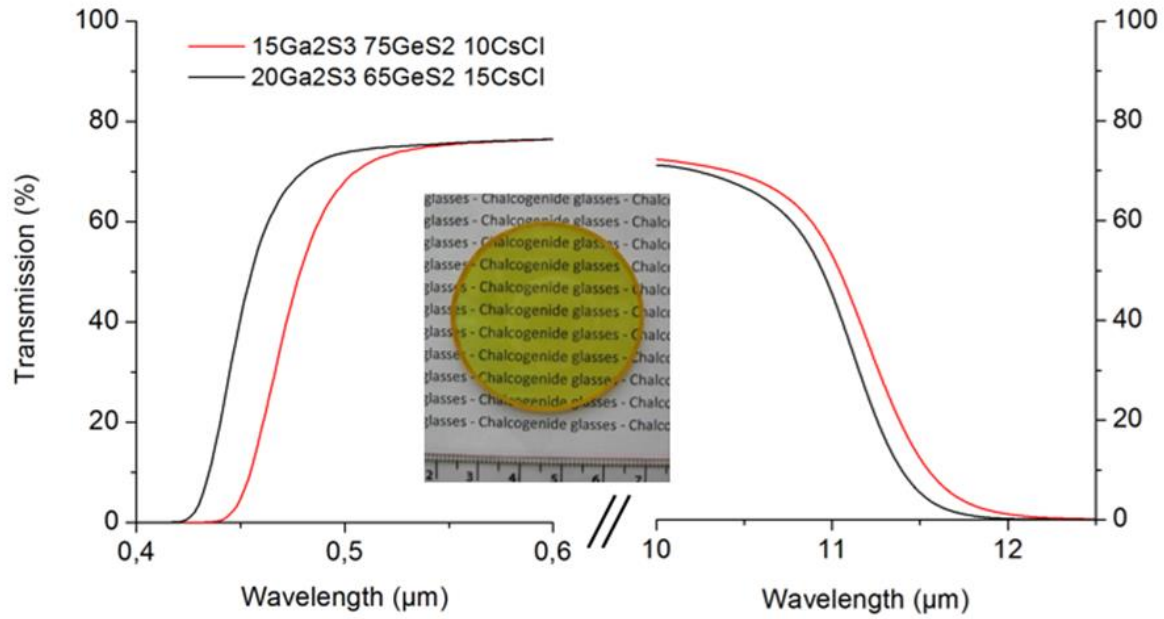 100
80
60
40
20
0
Transmission (%)
15Ga2S3 75GeS2 10CsCl
20Ga2S3 65GeS2 15CsCl
0,4
0,5
0,6
Wavelength (µm)
glasses - Chalcogenide glasses - Chalc
glasses - Chalcogenide glasses - Chalc
glasses - Chalcogenide glasses - Chalc
glasses - Chalcogenide glasses - Chalc
glasses - Chalcogenide glasses - Chalc
glasses - Chalcogenide glasses - Chalc
glasses - Chalcogenide glasses - Chalc
glasses - Chalcogenide glasses - Chalc
glasses - Chalcogenide glasses - Chalc
glasses - Chalcogenide glasses - Chalc
glasses - Chalcogenide glasses - Chalc
2 3 4 5 6 7
//
10
11
12
Wavelength (µm)
100
80
60
40
20
0